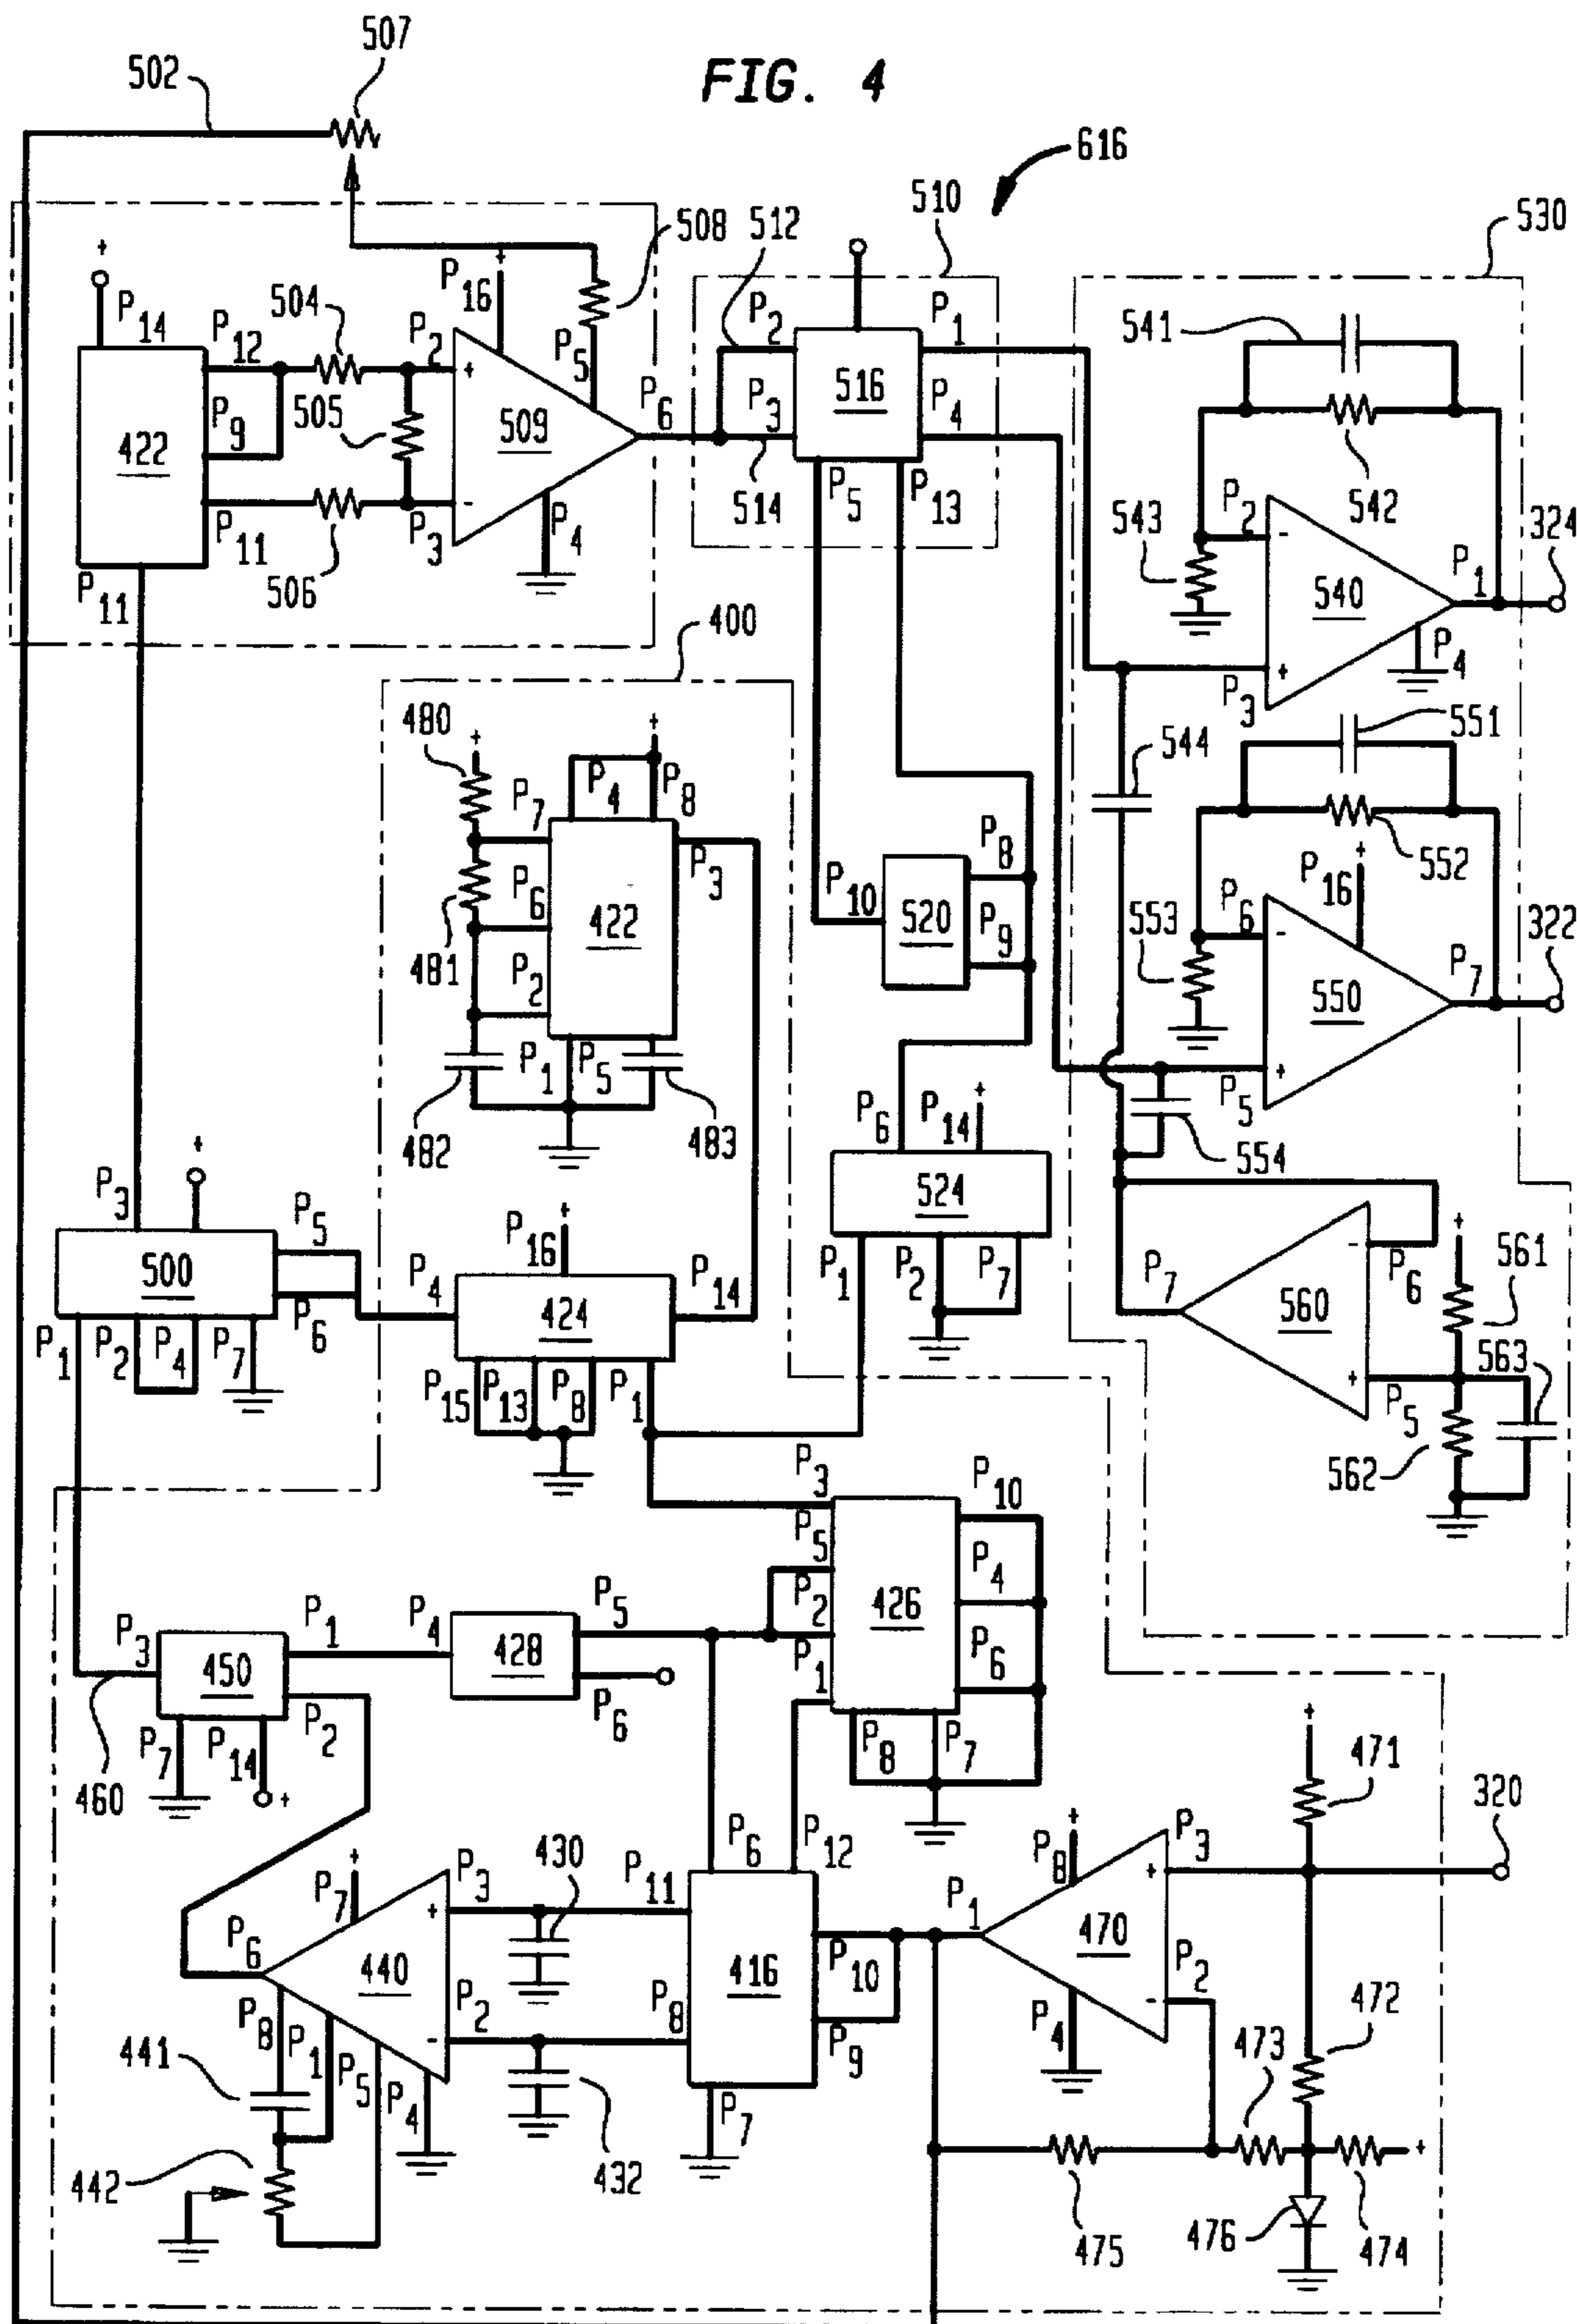 FIG. 4
507
502
616
510
530
512
508
+
P14
P12
504
P2
+
P16
+
P5
P6
P2
P1
541
505
P9
422
509
P3
516
P4
542
P11
P3
-
P4
514
P5
P13
543
P2
-
506
P11
540
P1
324
P4
+
P3
400
480
+
+
P4
P8
P7
P3
P6
422
481
P2
P1
P5
482
483
544
551
552
P8
P10
520
P9
553
P6
-
P16
+
550
P7
322
+
P5
554
P6
P14
+
524
P1
P2
P7
P3
+
P5
500
P6
P1
P2
P4
P7
P16
+
P4
P14
424
P15
P13
P8
P1
P7
-
P6
560
+
P5
+
561
563
562
P3
P10
P5
P4
P2
426
P6
P1
P8
P7
P3
P1
P4
P5
450
428
P2
P6
P7
P14
+
460
+
471
320
P6
P12
430
P11
P3
+
P7
+
P6
440
P2
-
P8
416
P10
P9
P7
P8
+
P3
+
P1
470
P2
-
P4
472
473
P8
P1
P5
P4
441
442
432
475
476
474
+